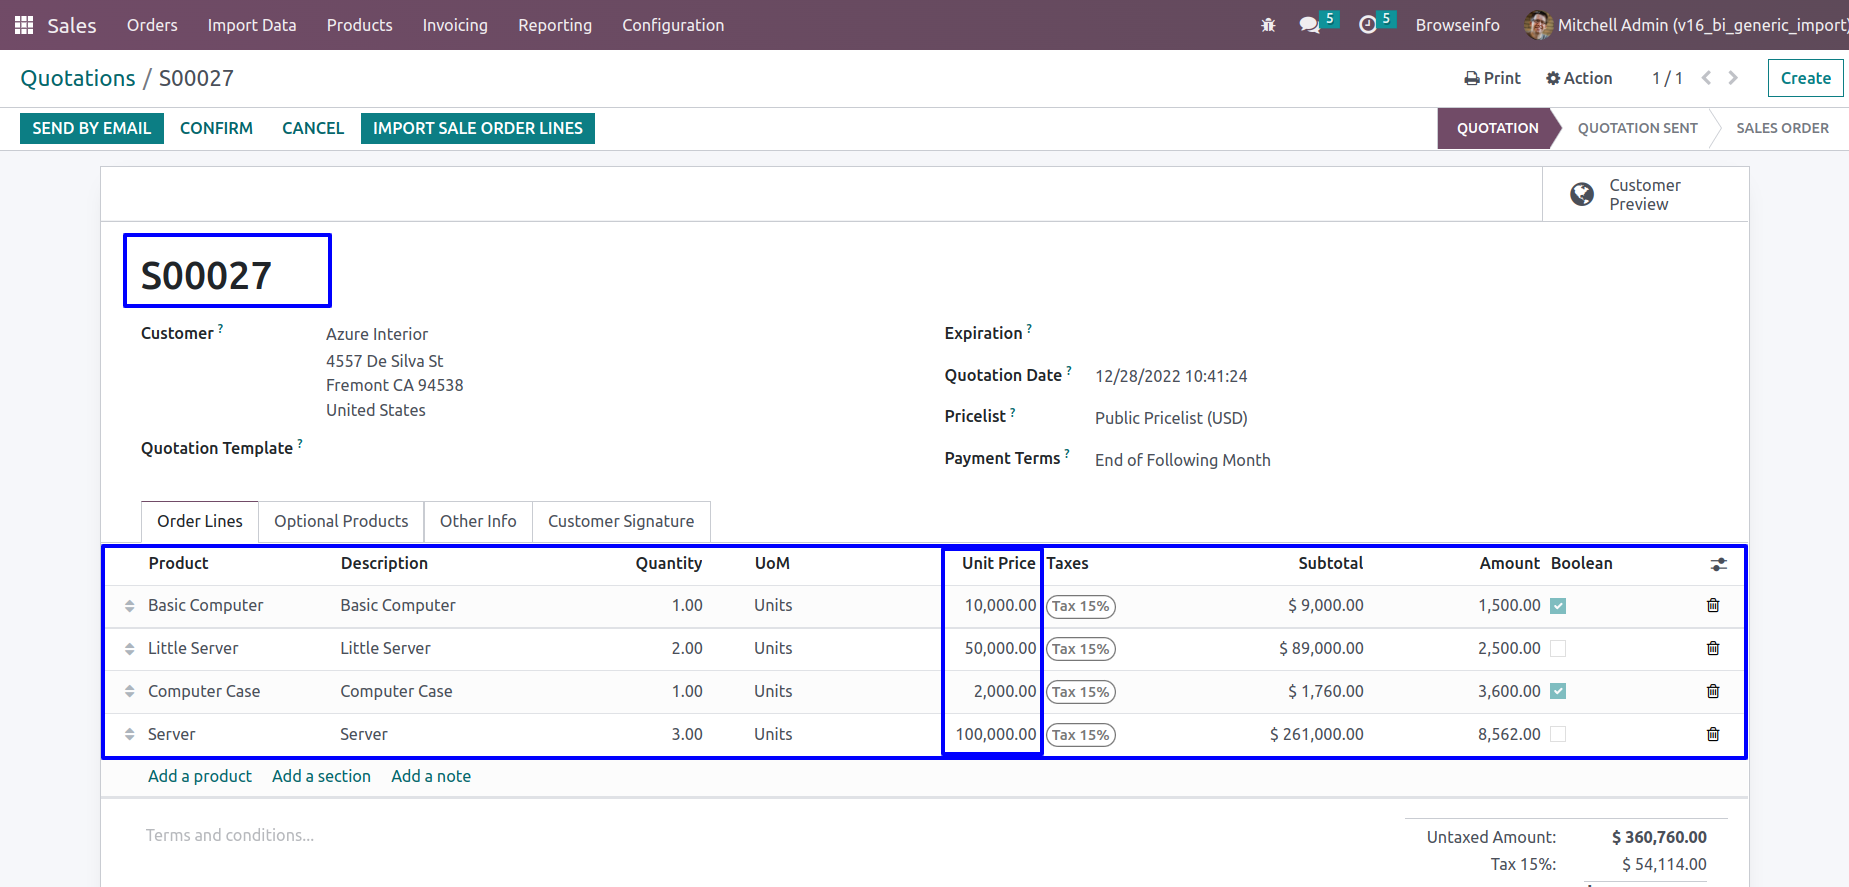 Sales Orders Import Data Products Invoicing Reporting Configuration 5 5 Browseinfo Mitchell Admin (v16_bi_generic_import)
Quotations / S00027 Print Action 1 / 1 Create
SEND BY EMAIL CONFIRM CANCEL IMPORT SALE ORDER LINES QUOTATION QUOTATION SENT SALES ORDER
Customer
Preview
S00027
Customer ? Azure Interior
4557 De Silva St
Fremont CA 94538
United States
Quotation Template ?
Expiration ?
Quotation Date ? 12/28/2022 10:41:24
Pricelist ? Public Pricelist (USD)
Payment Terms ? End of Following Month
Order Lines Optional Products Other Info Customer Signature
Product Description Quantity UoM Unit Price Taxes Subtotal Amount Boolean
Basic Computer Basic Computer 1.00 Units 10,000.00 Tax 15% $ 9,000.00 1,500.00
Little Server Little Server 2.00 Units 50,000.00 Tax 15% $ 89,000.00 2,500.00
Computer Case Computer Case 1.00 Units 2,000.00 Tax 15% $ 1,760.00 3,600.00
Server Server 3.00 Units 100,000.00 Tax 15% $ 261,000.00 8,562.00
Add a product Add a section Add a note
Terms and conditions...
Untaxed Amount: $ 360,760.00
Tax 15%: $ 54,114.00